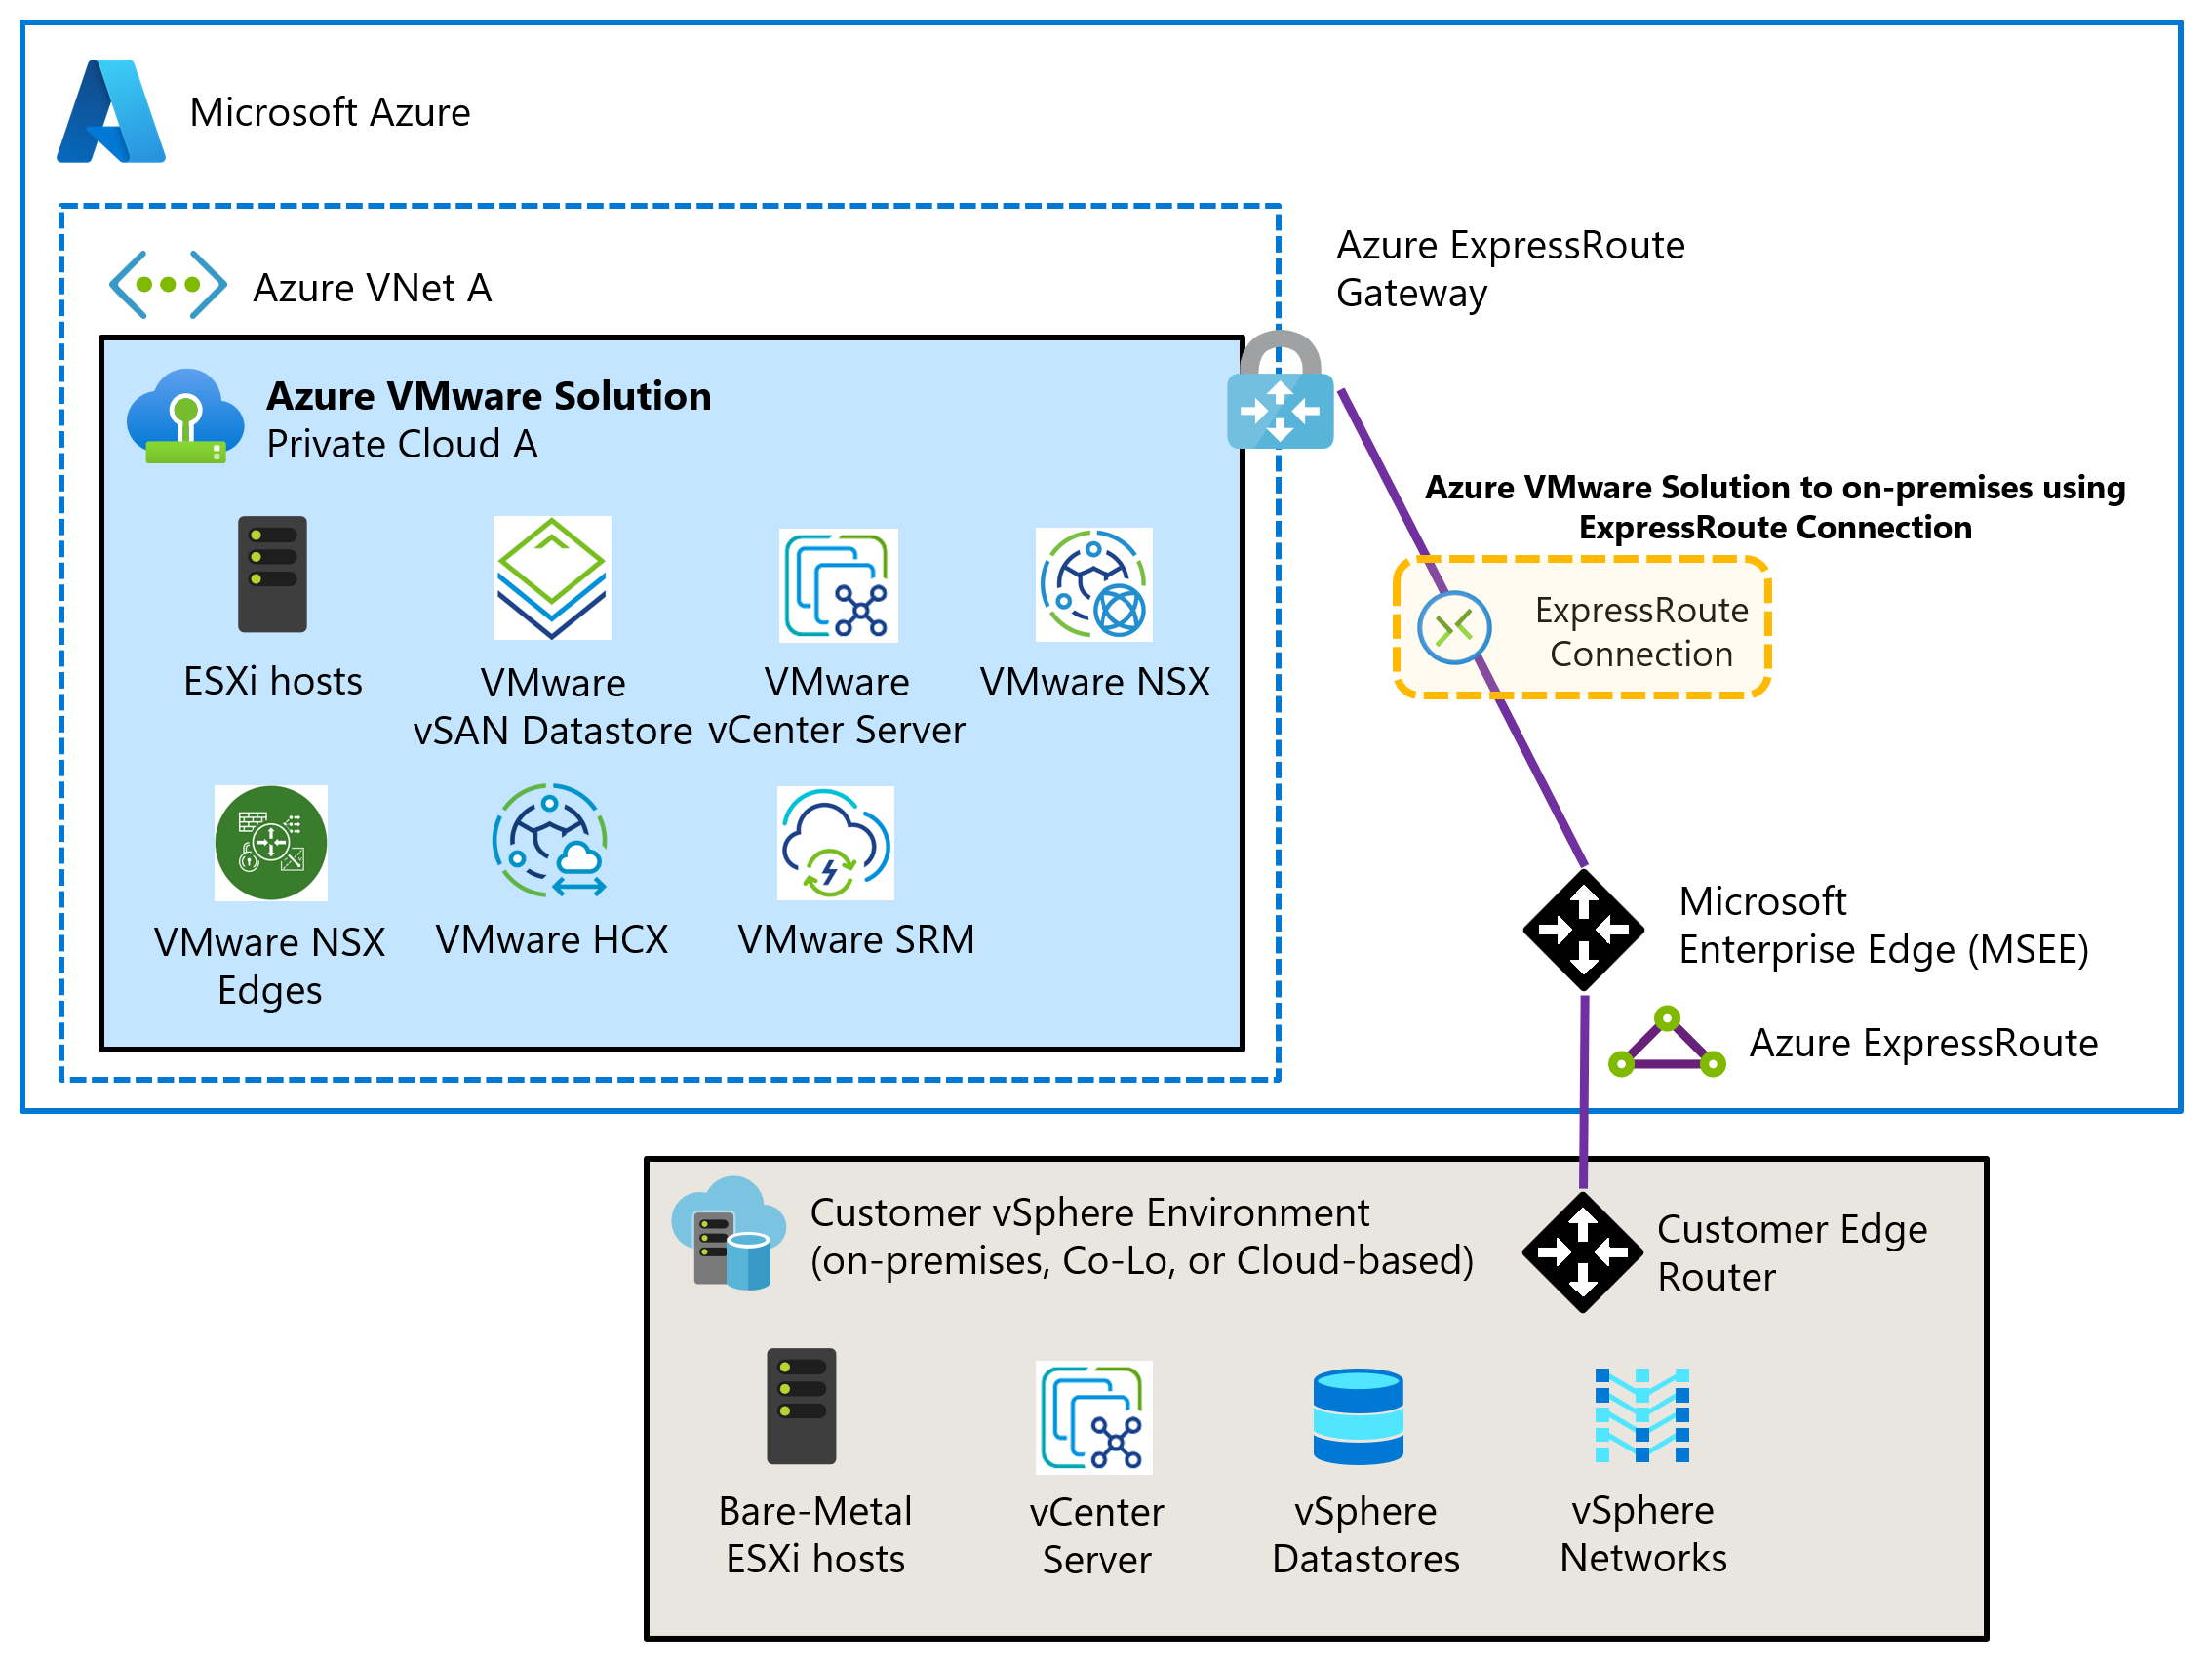 Microsoft Azure
Azure VNet A
Azure ExpressRoute
Gateway
Azure VMware Solution
Private Cloud A
Azure VMware Solution to on-premises using
ExpressRoute Connection
ExpressRoute
Connection
ESXi hosts
VMware
vSAN Datastore
VMware
vCenter Server
VMware NSX
VMware NSX
Edges
VMware HCX
VMware SRM
Microsoft
Enterprise Edge (MSEE)
Azure ExpressRoute
Customer vSphere Environment
(on-premises, Co-Lo, or Cloud-based)
Customer Edge
Router
Bare-Metal
ESXi hosts
vCenter
Server
vSphere
Datastores
vSphere
Networks